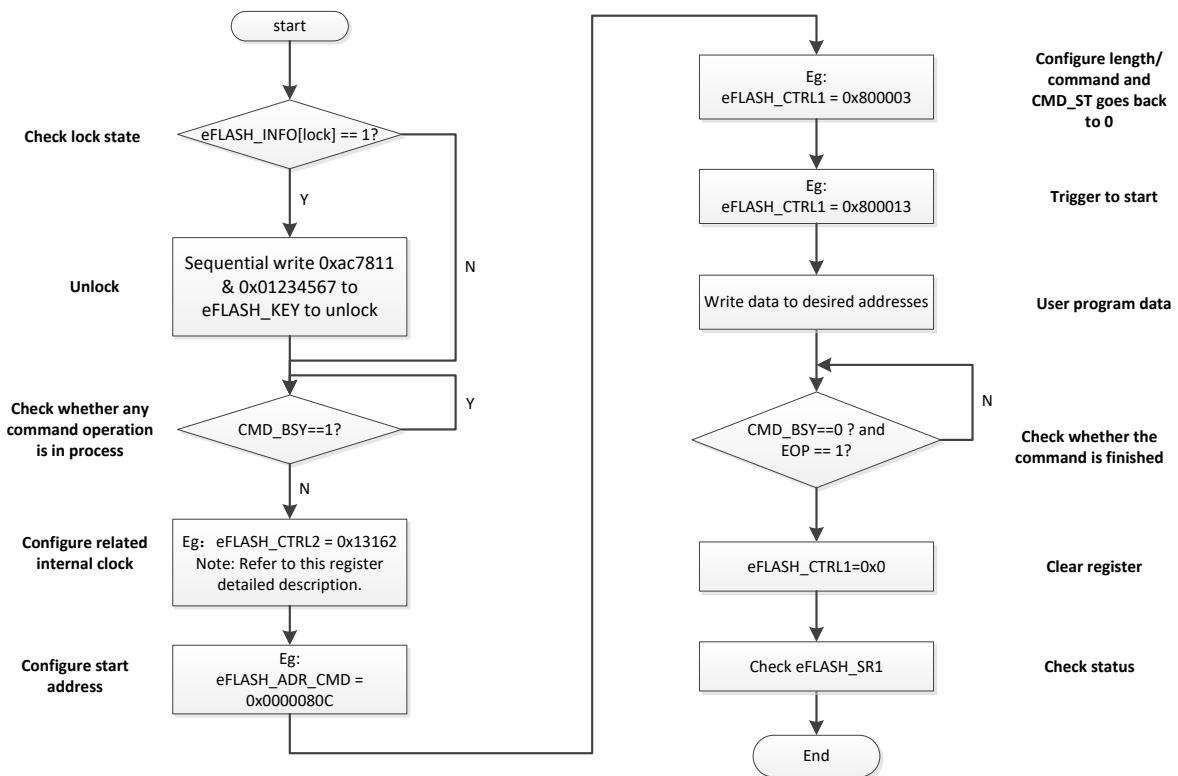 start
Check lock state
eFLASH_INFO[lock] == 1?
Y
N
Unlock
Sequential write 0xac7811
& 0x01234567 to
eFLASH_KEY to unlock
Check whether any
command operation
is in process
CMD_BSY==1?
Y
N
Configure related
internal clock
Eg: eFLASH_CTRL2 = 0x13162
Note: Refer to this register
detailed description.
Configure start
address
Eg:
eFLASH_ADR_CMD =
0x0000080C
Eg:
eFLASH_CTRL1 = 0x800003
Configure length/
command and
CMD_ST goes back
to 0
Eg:
eFLASH_CTRL1 = 0x800013
Trigger to start
Write data to desired addresses
User program data
CMD_BSY==0 ? and
EOP == 1?
N
Check whether the
command is finished
eFLASH_CTRL1=0x0
Clear register
Check eFLASH_SR1
Check status
End